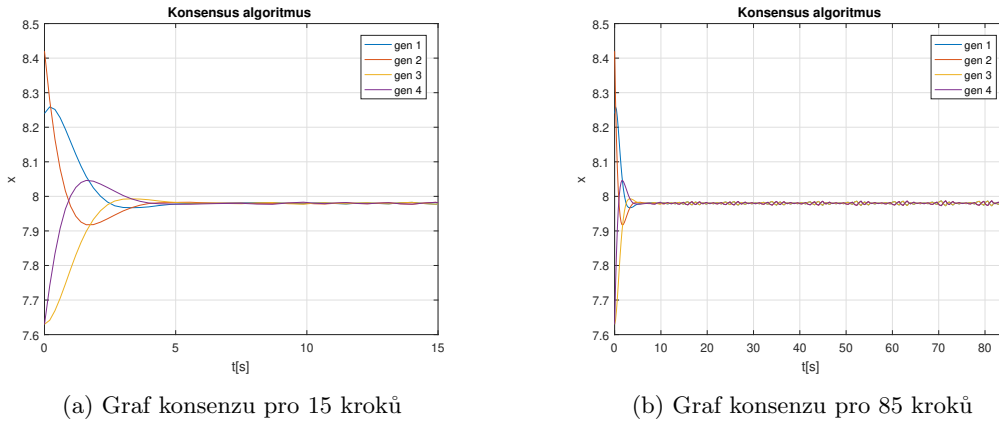 Konsensus algoritmus
8.5
8.4
8.3
8.2
8.1
8
7.9
7.8
7.7
7.6
x
0
5
10
15
t[s]
gen 1
gen 2
gen 3
gen 4
(a) Graf konsenzu pro 15 kroků
Konsensus algoritmus
8.5
8.4
8.3
8.2
8.1
8
7.9
7.8
7.7
7.6
x
0
10
20
30
40
50
60
70
80
t[s]
gen 1
gen 2
gen 3
gen 4
(b) Graf konsenzu pro 85 kroků